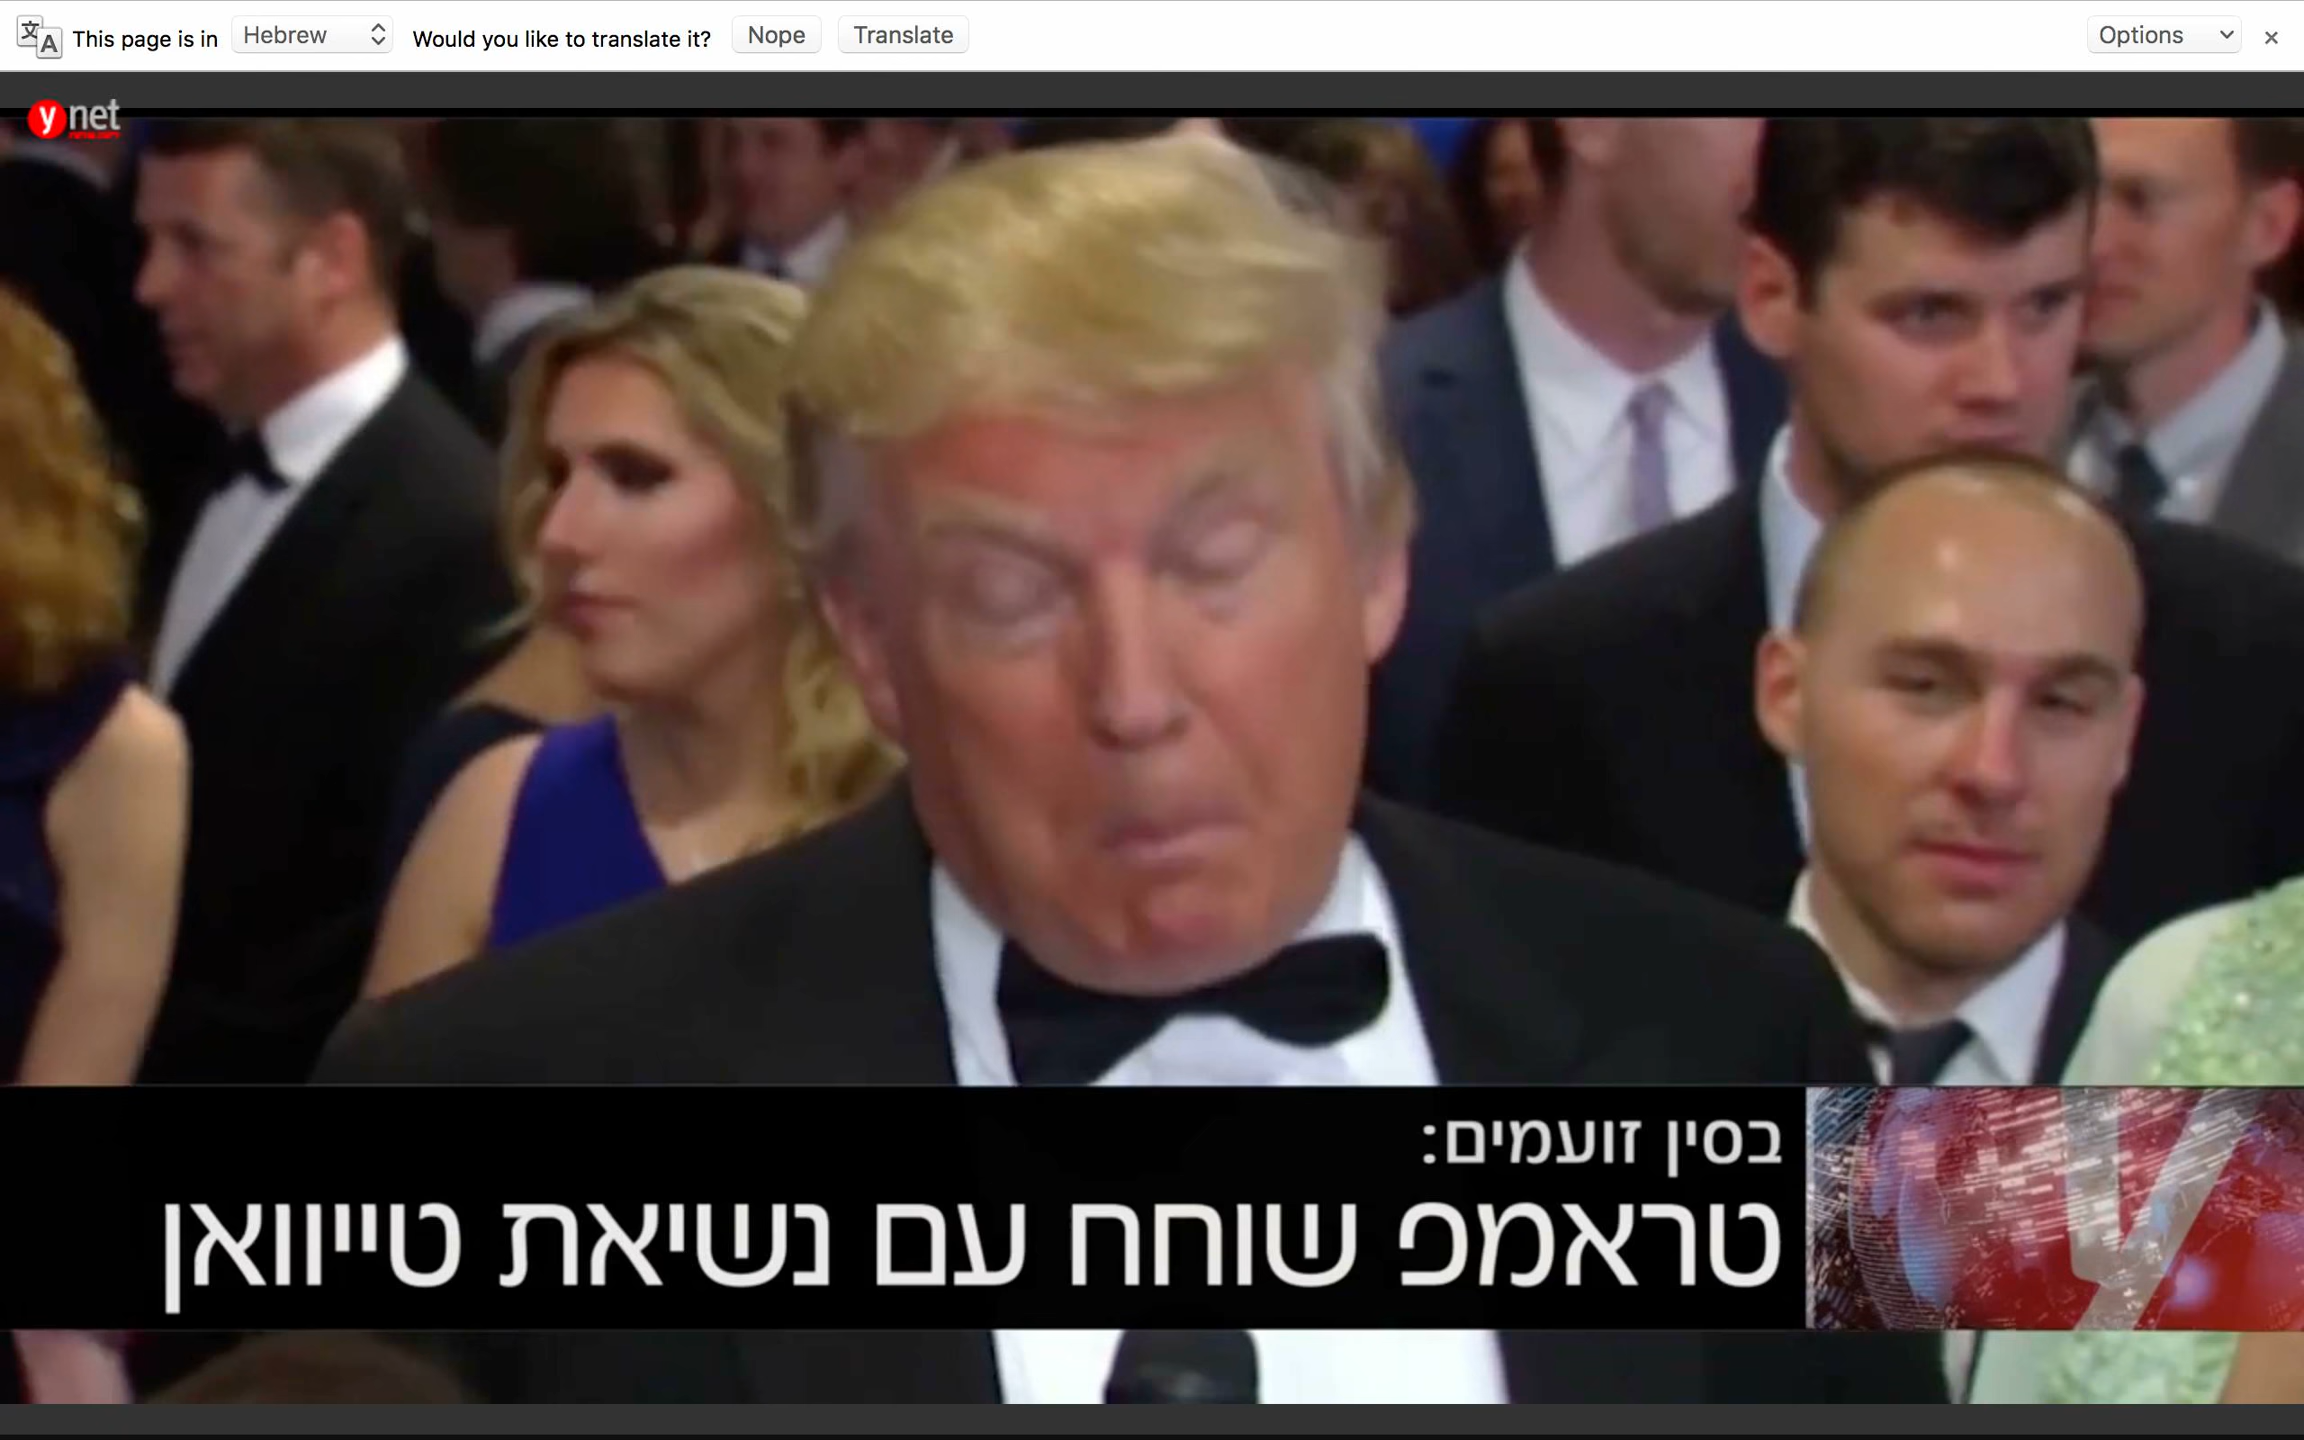 This page is in Hebrew Would you like to translate it? Nope Translate Options ×
ynet
בסין זועמים:
טראמפ שוחח עם נשיאת טייוואן